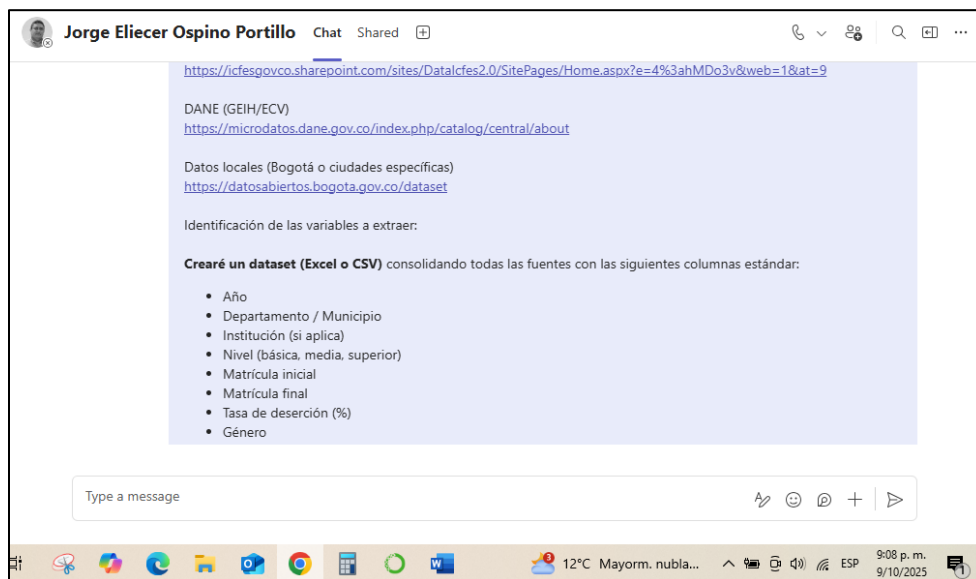 Jorge Eliecer Ospino Portillo Chat Shared
https://icfesgovco.sharepoint.com/sites/DataIcfes2.0/SitePages/Home.aspx?e=4%3ahMDo3v&web=1&at=9
DANE (GEIH/ECV)
https://microdatos.dane.gov.co/index.php/catalog/central/about
Datos locales (Bogotá o ciudades específicas)
https://datosabiertos.bogota.gov.co/dataset
Identificación de las variables a extraer:
Crearé un dataset (Excel o CSV) consolidando todas las fuentes con las siguientes columnas estándar:
• Año
• Departamento / Municipio
• Institución (si aplica)
• Nivel (básica, media, superior)
• Matrícula inicial
• Matrícula final
• Tasa de deserción (%)
• Género
Type a message
3 12°C Mayorm. nubla... ESP 9:08 p. m.
9/10/2025
1